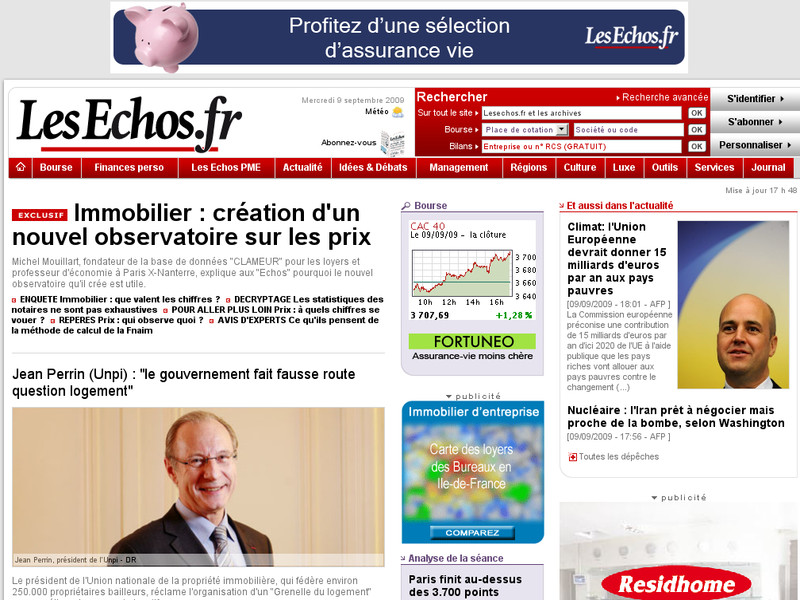 Profitez d'une sélection
d'assurance vie
LesEchos.fr
LesEchos.fr
Mercredi 9 septembre 2009
Météo
Abonnez-vous
Rechercher
Recherche avancée
Sur tout le site
Lesechos.fr et les archives
OK
Bourse
Place de cotation
Société ou code
OK
Bilans
Entreprise ou n° RCS (GRATUIT)
OK
S'identifier
S'abonner
Personnaliser
Bourse
Finances perso
Les Echos PME
Actualité
Idées & Débats
Management
Régions
Culture
Luxe
Outils
Services
Journal
Mise à jour 17 h 48
EXCLUSIF Immobilier : création d'un
nouvel observatoire sur les prix
Michel Mouillart, fondateur de la base de données "CLAMEUR" pour les loyers et
professeur d'économie à Paris X-Nanterre, explique aux "Echos" pourquoi le nouvel
observatoire qu'il crée est utile.
ENQUETE Immobilier : que valent les chiffres ? DECRYPTAGE Les statistiques des
notaires ne sont pas exhaustives POUR ALLER PLUS LOIN Prix : à quels chiffres se
vouer ? REPERES Prix : qui observe quoi ? AVIS D'EXPERTS Ce qu'ils pensent de
la méthode de calcul de la Fnaim
Jean Perrin (Unpi) : "le gouvernement fait fausse route
question logement"
Jean Perrin, président de l'Unpi - DR
Le président de l'Union nationale de la propriété immobilière, qui fédère environ
250.000 propriétaires bailleurs, réclame l'organisation d'un "Grenelle du logement"
Bourse
CAC 40
Le 09/09/09 - la clôture
3 700
3 680
3 660
3 640
10h 12h 14h 16h
3 707,69 +1,28 %
FORTUNEO
Assurance-vie moins chère
publicité
Immobilier d'entreprise
Carte des loyers
des Bureaux en
Ile-de-France
COMPAREZ
Analyse de la séance
Paris finit au-dessus
des 3.700 points
Et aussi dans l'actualité
Climat: l'Union
Européenne
devrait donner 15
milliards d'euros
par an aux pays
pauvres
[09/09/2009 - 18:01 - AFP ]
La Commission européenne
préconise une contribution
de 15 milliards d'euros par
an d'ici 2020 de l'UE à l'aide
publique que les pays
riches vont allouer aux
pays pauvres contre le
changement (...)
Nucléaire : l'Iran prêt à négocier mais
proche de la bombe, selon Washington
[09/09/2009 - 17:56 - AFP ]
Toutes les dépêches
publicité
Residhome